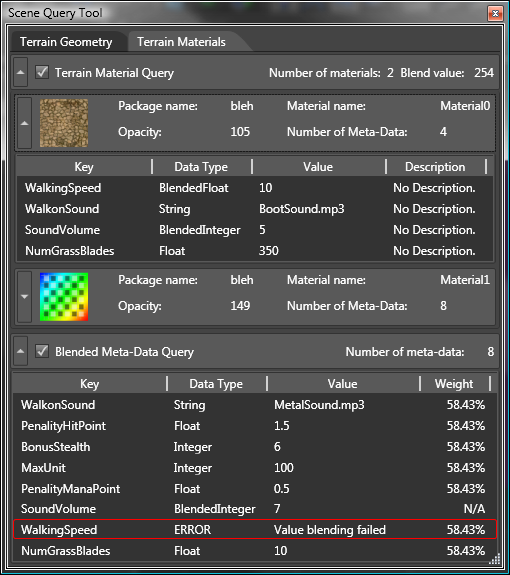 Scene Query Tool
Terrain Geometry Terrain Materials
Terrain Material Query Number of materials: 2 Blend value: 254
Package name: bleh Material name: Material0
Opacity: 105 Number of Meta-Data: 4
Key Data Type Value Description
WalkingSpeed BlendedFloat 10 No Description.
WalkonSound String BootSound.mp3 No Description.
SoundVolume BlendedInteger 5 No Description.
NumGrassBlades Float 350 No Description.
Package name: bleh Material name: Material1
Opacity: 149 Number of Meta-Data: 8
Blended Meta-Data Query Number of meta-data: 8
Key Data Type Value Weight
WalkonSound String MetalSound.mp3 58.43%
PenalityHitPoint Float 1.5 58.43%
BonusStealth Integer 6 58.43%
MaxUnit Integer 100 58.43%
PenalityManaPoint Float 0.5 58.43%
SoundVolume BlendedInteger 7 N/A
WalkingSpeed ERROR Value blending failed 58.43%
NumGrassBlades Float 10 58.43%